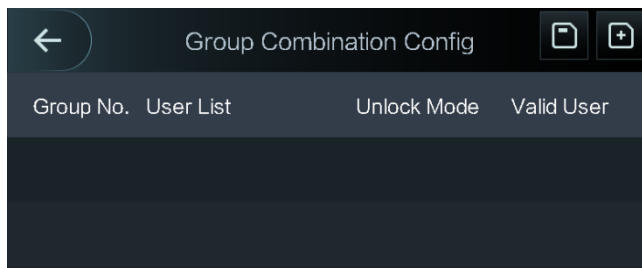 Group Combination Config
Group No. User List Unlock Mode Valid User